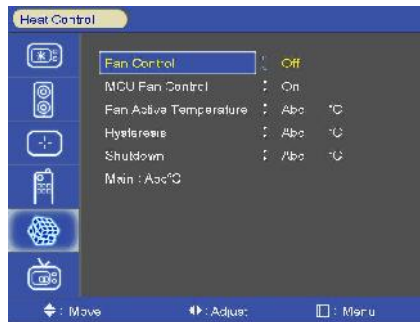 Heat Control
Fan Control : Off
MCU Fan Control : On
Fan Active Temperature : Abc °C
Hysteresis : Abc °C
Shutdown : Abc °C
Main : Abc°C
: Move : Adjust : Menu